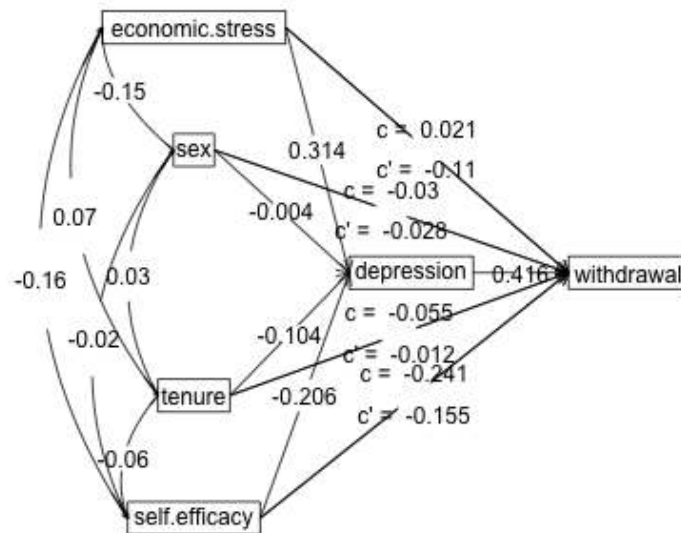 economic.stress
-0.15
c = 0.021
sex
0.314
c' = -0.11
c = -0.03
0.07
-0.004
c' = -0.028
-0.16
0.03
depression
0.416
withdrawal
c = -0.055
-0.02
-0.104
c' = -0.012
c = -0.241
tenure
-0.206
c' = -0.155
-0.06
self.efficacy